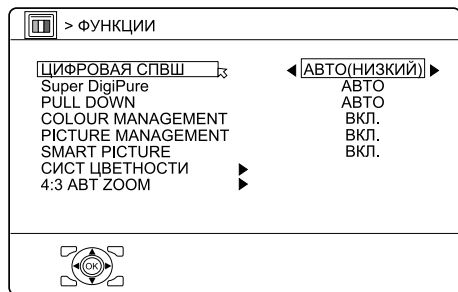 > ФУНКЦИИ
ЦИФРОВАЯ СПВШ АВТО(НИЗКИЙ)
Super DigiPure АВТО
PULL DOWN АВТО
COLOUR MANAGEMENT ВКЛ.
PICTURE MANAGEMENT ВКЛ.
SMART PICTURE ВКЛ.
СИСТ ЦВЕТНОСТИ
4:3 АВТ ZOOM
OK